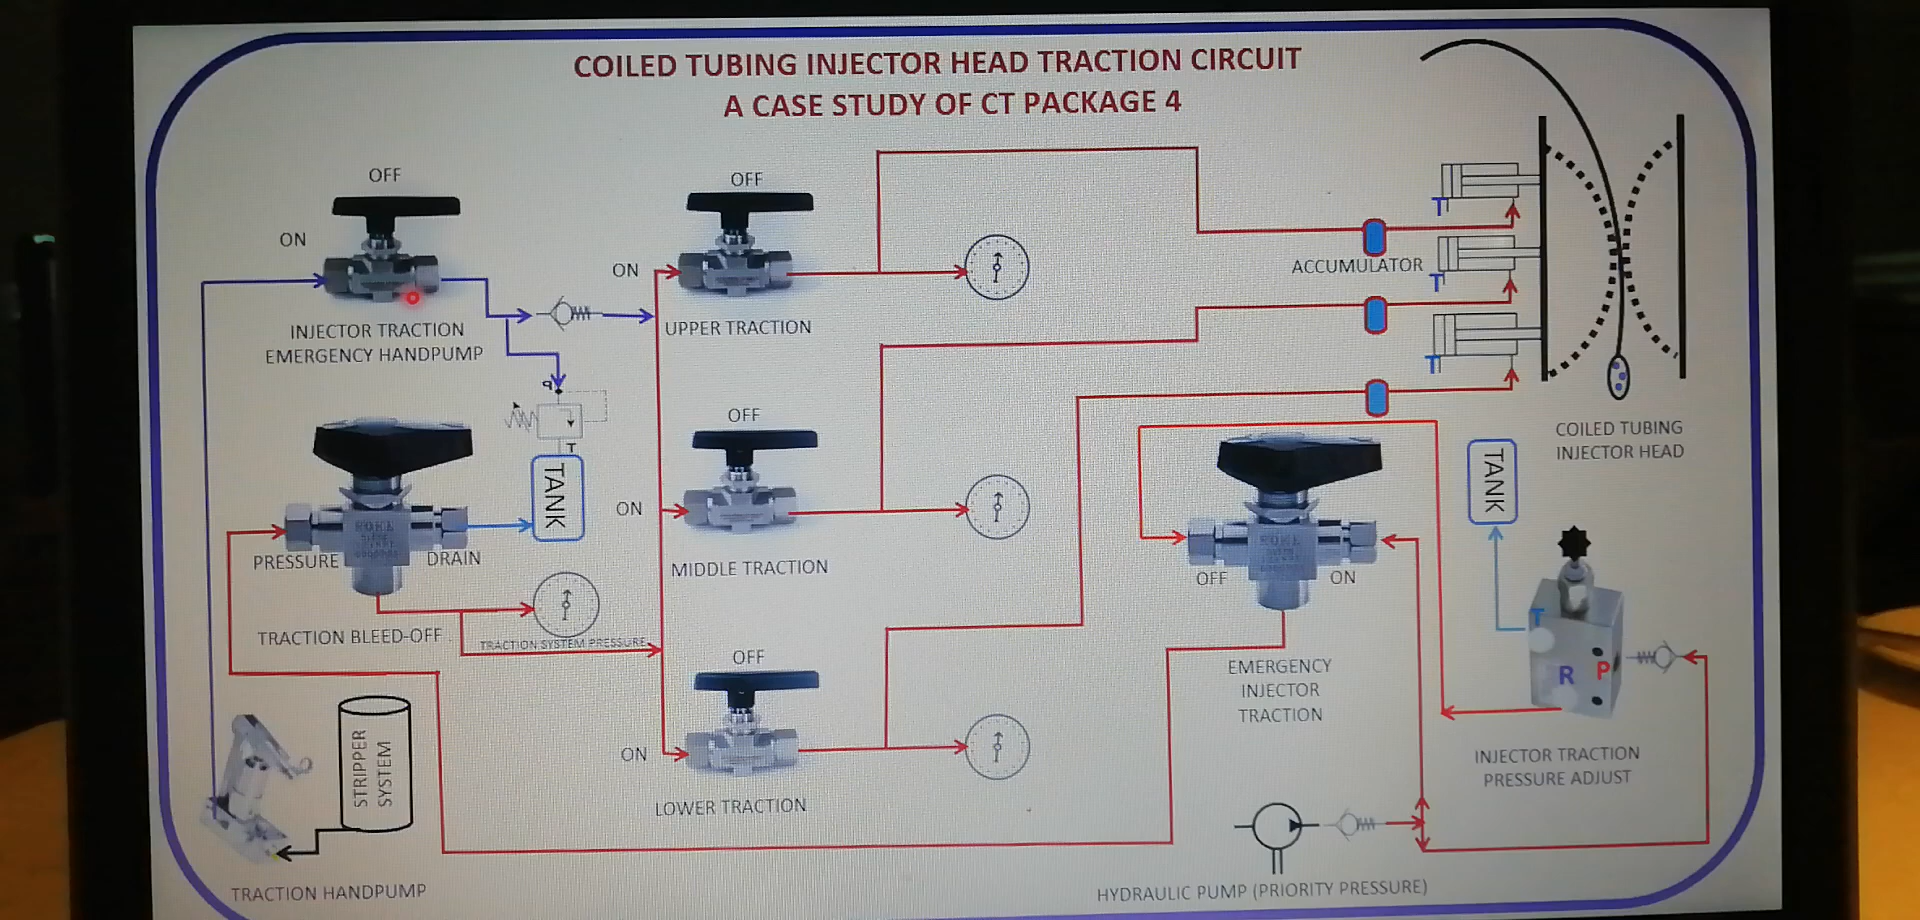 COILED TUBING INJECTOR HEAD TRACTION CIRCUIT
A CASE STUDY OF CT PACKAGE 4
OFF
ON
INJECTOR TRACTION
EMERGENCY HANDPUMP
OFF
ON
UPPER TRACTION
ACCUMULATOR
T
T
T
COILED TUBING
INJECTOR HEAD
T
TANK
PRESSURE
DRAIN
TRACTION BLEED-OFF
TRACTION SYSTEM PRESSURE
OFF
ON
MIDDLE TRACTION
OFF
ON
LOWER TRACTION
OFF
ON
EMERGENCY
INJECTOR
TRACTION
TANK
T
R
P
INJECTOR TRACTION
PRESSURE ADJUST
STRIPPER
SYSTEM
TRACTION HANDPUMP
HYDRAULIC PUMP (PRIORITY PRESSURE)